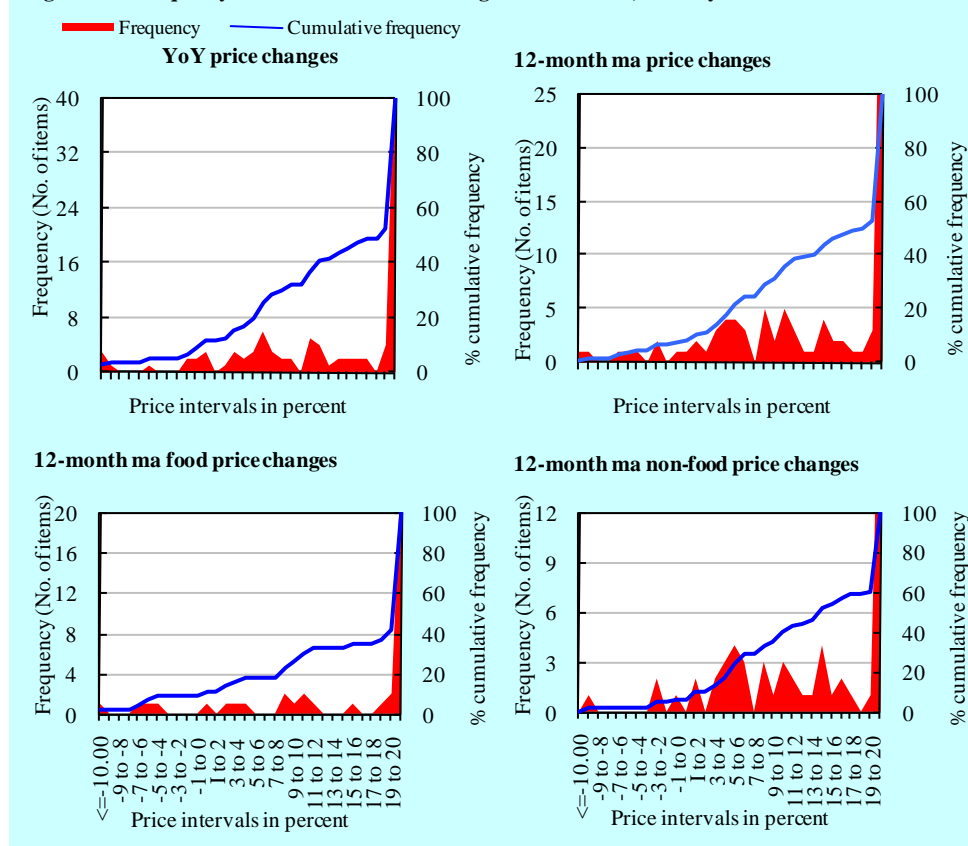 Frequency Cumulative frequency
YoY price changes
40
32
24
16
8
0
100
80
60
40
20
0
Frequency (No. of items)
% cumulative frequency
Price intervals in percent
12-month ma price changes
25
20
15
10
5
0
100
80
60
40
20
0
Frequency (No. of items)
% cumulative frequency
Price intervals in percent
12-month ma food price changes
20
16
12
8
4
0
100
80
60
40
20
0
Frequency (No. of items)
% cumulative frequency
<=-10.00
-9 to -8
-7 to -6
-5 to -4
-3 to -2
-1 to 0
1 to 2
3 to 4
5 to 6
7 to 8
9 to 10
11 to 12
13 to 14
15 to 16
17 to 18
19 to 20
Price intervals in percent
12-month ma non-food price changes
12
9
6
3
0
100
80
60
40
20
0
Frequency (No. of items)
% cumulative frequency
<=-10.00
-9 to -8
-7 to -6
-5 to -4
-3 to -2
-1 to 0
1 to 2
3 to 4
5 to 6
7 to 8
9 to 10
11 to 12
13 to 14
15 to 16
17 to 18
19 to 20
Price intervals in percent